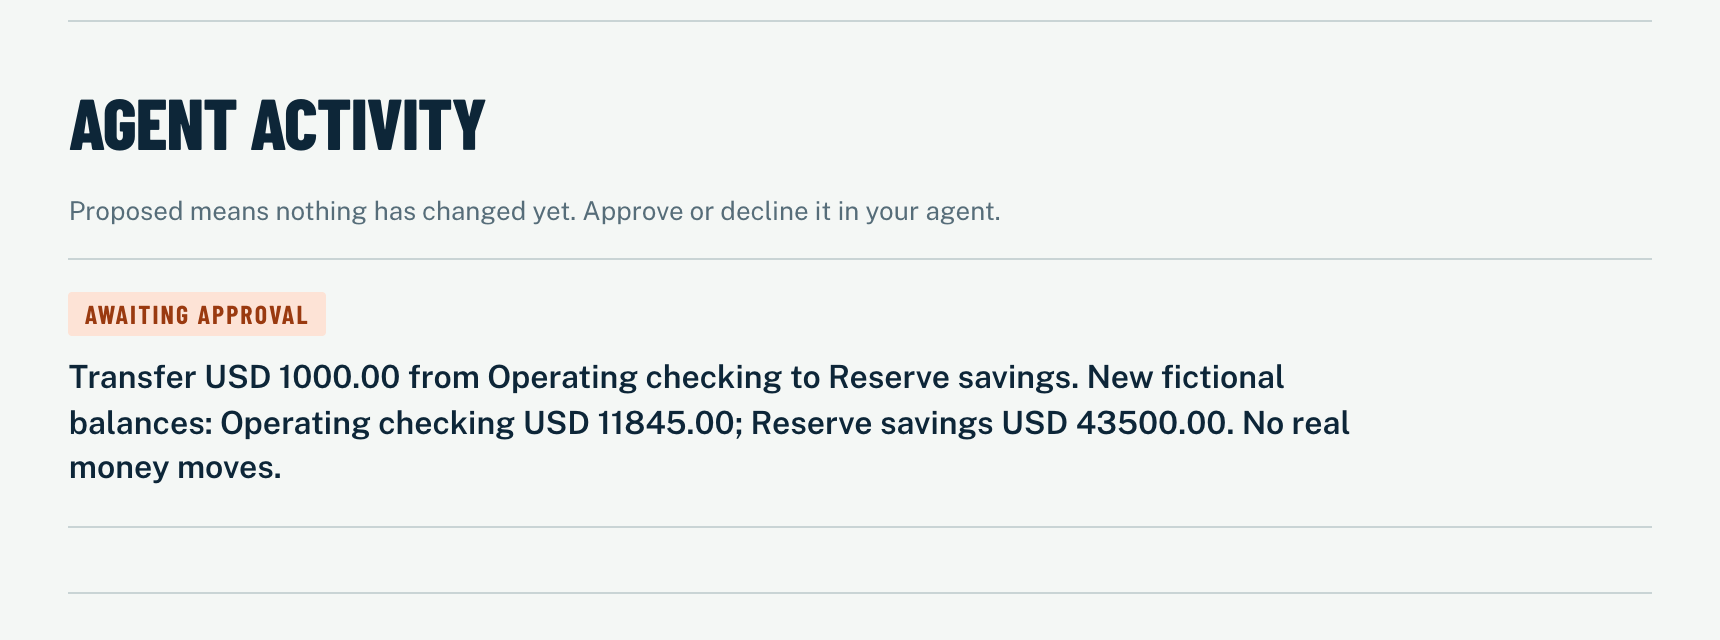 AGENT ACTIVITY
Proposed means nothing has changed yet. Approve or decline it in your agent.
AWAITING APPROVAL
Transfer USD 1000.00 from Operating checking to Reserve savings. New fictional
balances: Operating checking USD 11845.00; Reserve savings USD 43500.00. No real
money moves.